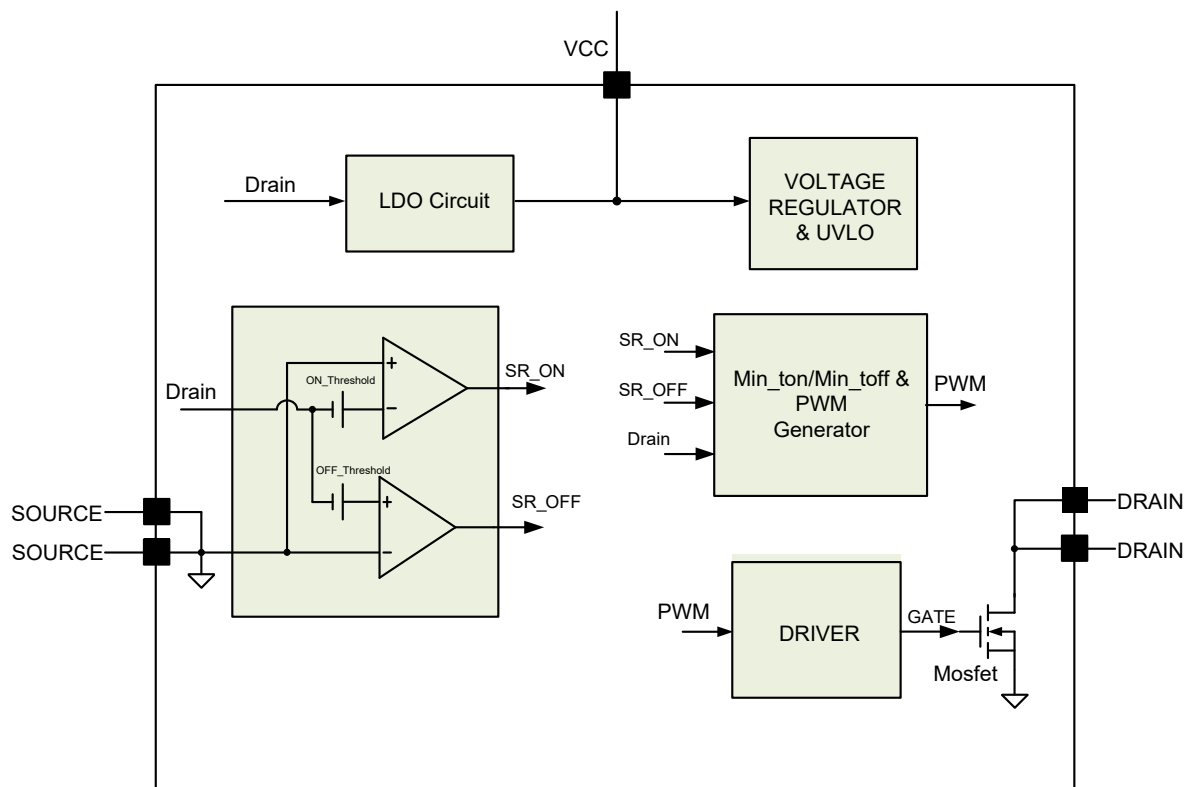 VCC
Drain
LDO Circuit
VOLTAGE
REGULATOR
& UVLO
Drain
ON_Threshold
+
−
SR_ON
OFF_Threshold
+
−
SR_OFF
SOURCE
SOURCE
SR_ON
SR_OFF
Drain
Min_ton/Min_toff &
PWM
Generator
PWM
DRAIN
DRAIN
PWM
DRIVER
GATE
Mosfet